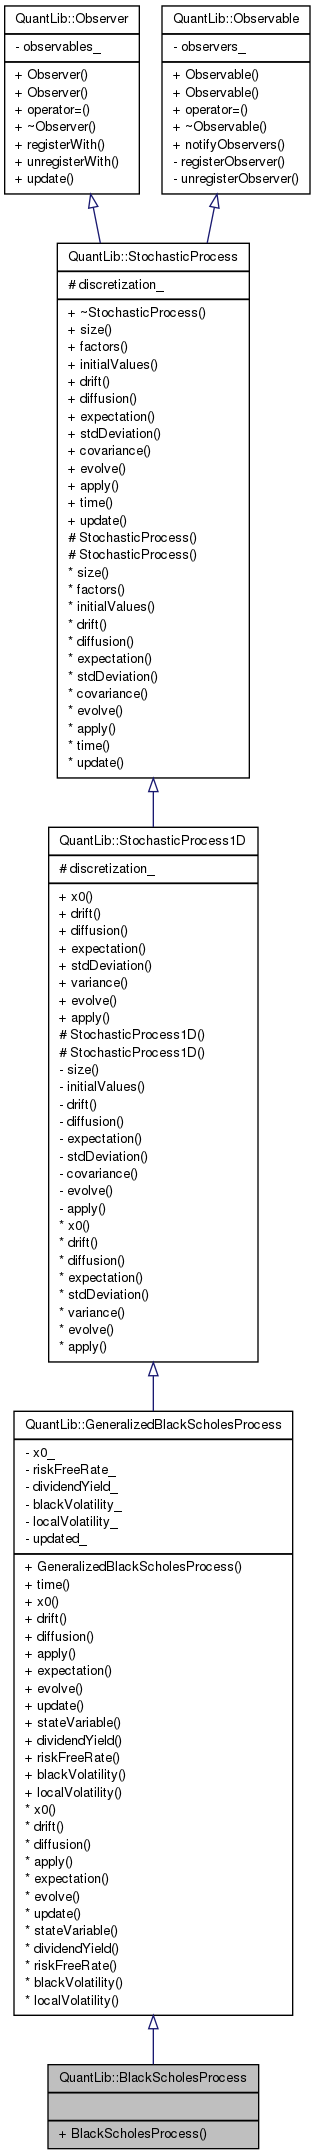 QuantLib::Observer
- observables_
+ Observer()
+ Observer()
+ operator=()
+ ~Observer()
+ registerWith()
+ unregisterWith()
+ update()
QuantLib::Observable
- observers_
+ Observable()
+ Observable()
+ operator=()
+ ~Observable()
+ notifyObservers()
- registerObserver()
- unregisterObserver()
QuantLib::StochasticProcess
# discretization_
+ ~StochasticProcess()
+ size()
+ factors()
+ initialValues()
+ drift()
+ diffusion()
+ expectation()
+ stdDeviation()
+ covariance()
+ evolve()
+ apply()
+ time()
+ update()
# StochasticProcess()
# StochasticProcess()
* size()
* factors()
* initialValues()
* drift()
* diffusion()
* expectation()
* stdDeviation()
* covariance()
* evolve()
* apply()
* time()
* update()
QuantLib::StochasticProcess1D
# discretization_
+ x0()
+ drift()
+ diffusion()
+ expectation()
+ stdDeviation()
+ variance()
+ evolve()
+ apply()
# StochasticProcess1D()
# StochasticProcess1D()
- size()
- initialValues()
- drift()
- diffusion()
- expectation()
- stdDeviation()
- covariance()
- evolve()
- apply()
* x0()
* drift()
* diffusion()
* expectation()
* stdDeviation()
* variance()
* evolve()
* apply()
QuantLib::GeneralizedBlackScholesProcess
- x0_
- riskFreeRate_
- dividendYield_
- blackVolatility_
- localVolatility_
- updated_
+ GeneralizedBlackScholesProcess()
+ time()
+ x0()
+ drift()
+ diffusion()
+ apply()
+ expectation()
+ evolve()
+ update()
+ stateVariable()
+ dividendYield()
+ riskFreeRate()
+ blackVolatility()
+ localVolatility()
* x0()
* drift()
* diffusion()
* apply()
* expectation()
* evolve()
* update()
* stateVariable()
* dividendYield()
* riskFreeRate()
* blackVolatility()
* localVolatility()
QuantLib::BlackScholesProcess
+ BlackScholesProcess()